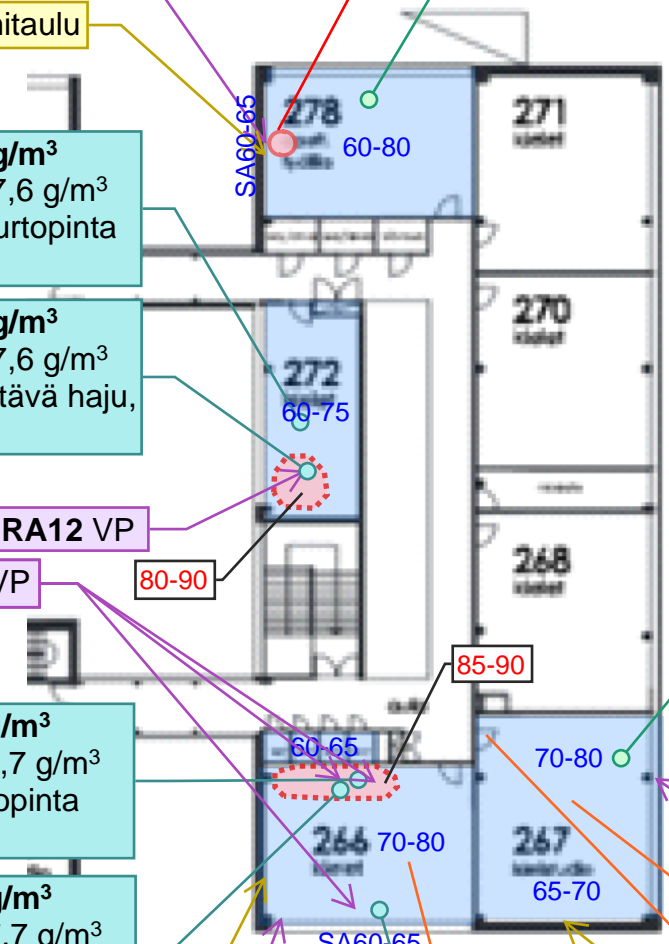 nitaulu
278
SA60-65
60-80
271
g/m³
7,6 g/m³
urtopinta
g/m³
7,6 g/m³
tävä haju,
270
272
60-75
RA12 VP
VP
80-90
268
85-90
g/m³
,7 g/m³
opinta
60-65
70-80
266
70-80
267
65-70
g/m³
7,7 g/m³
SA60-65